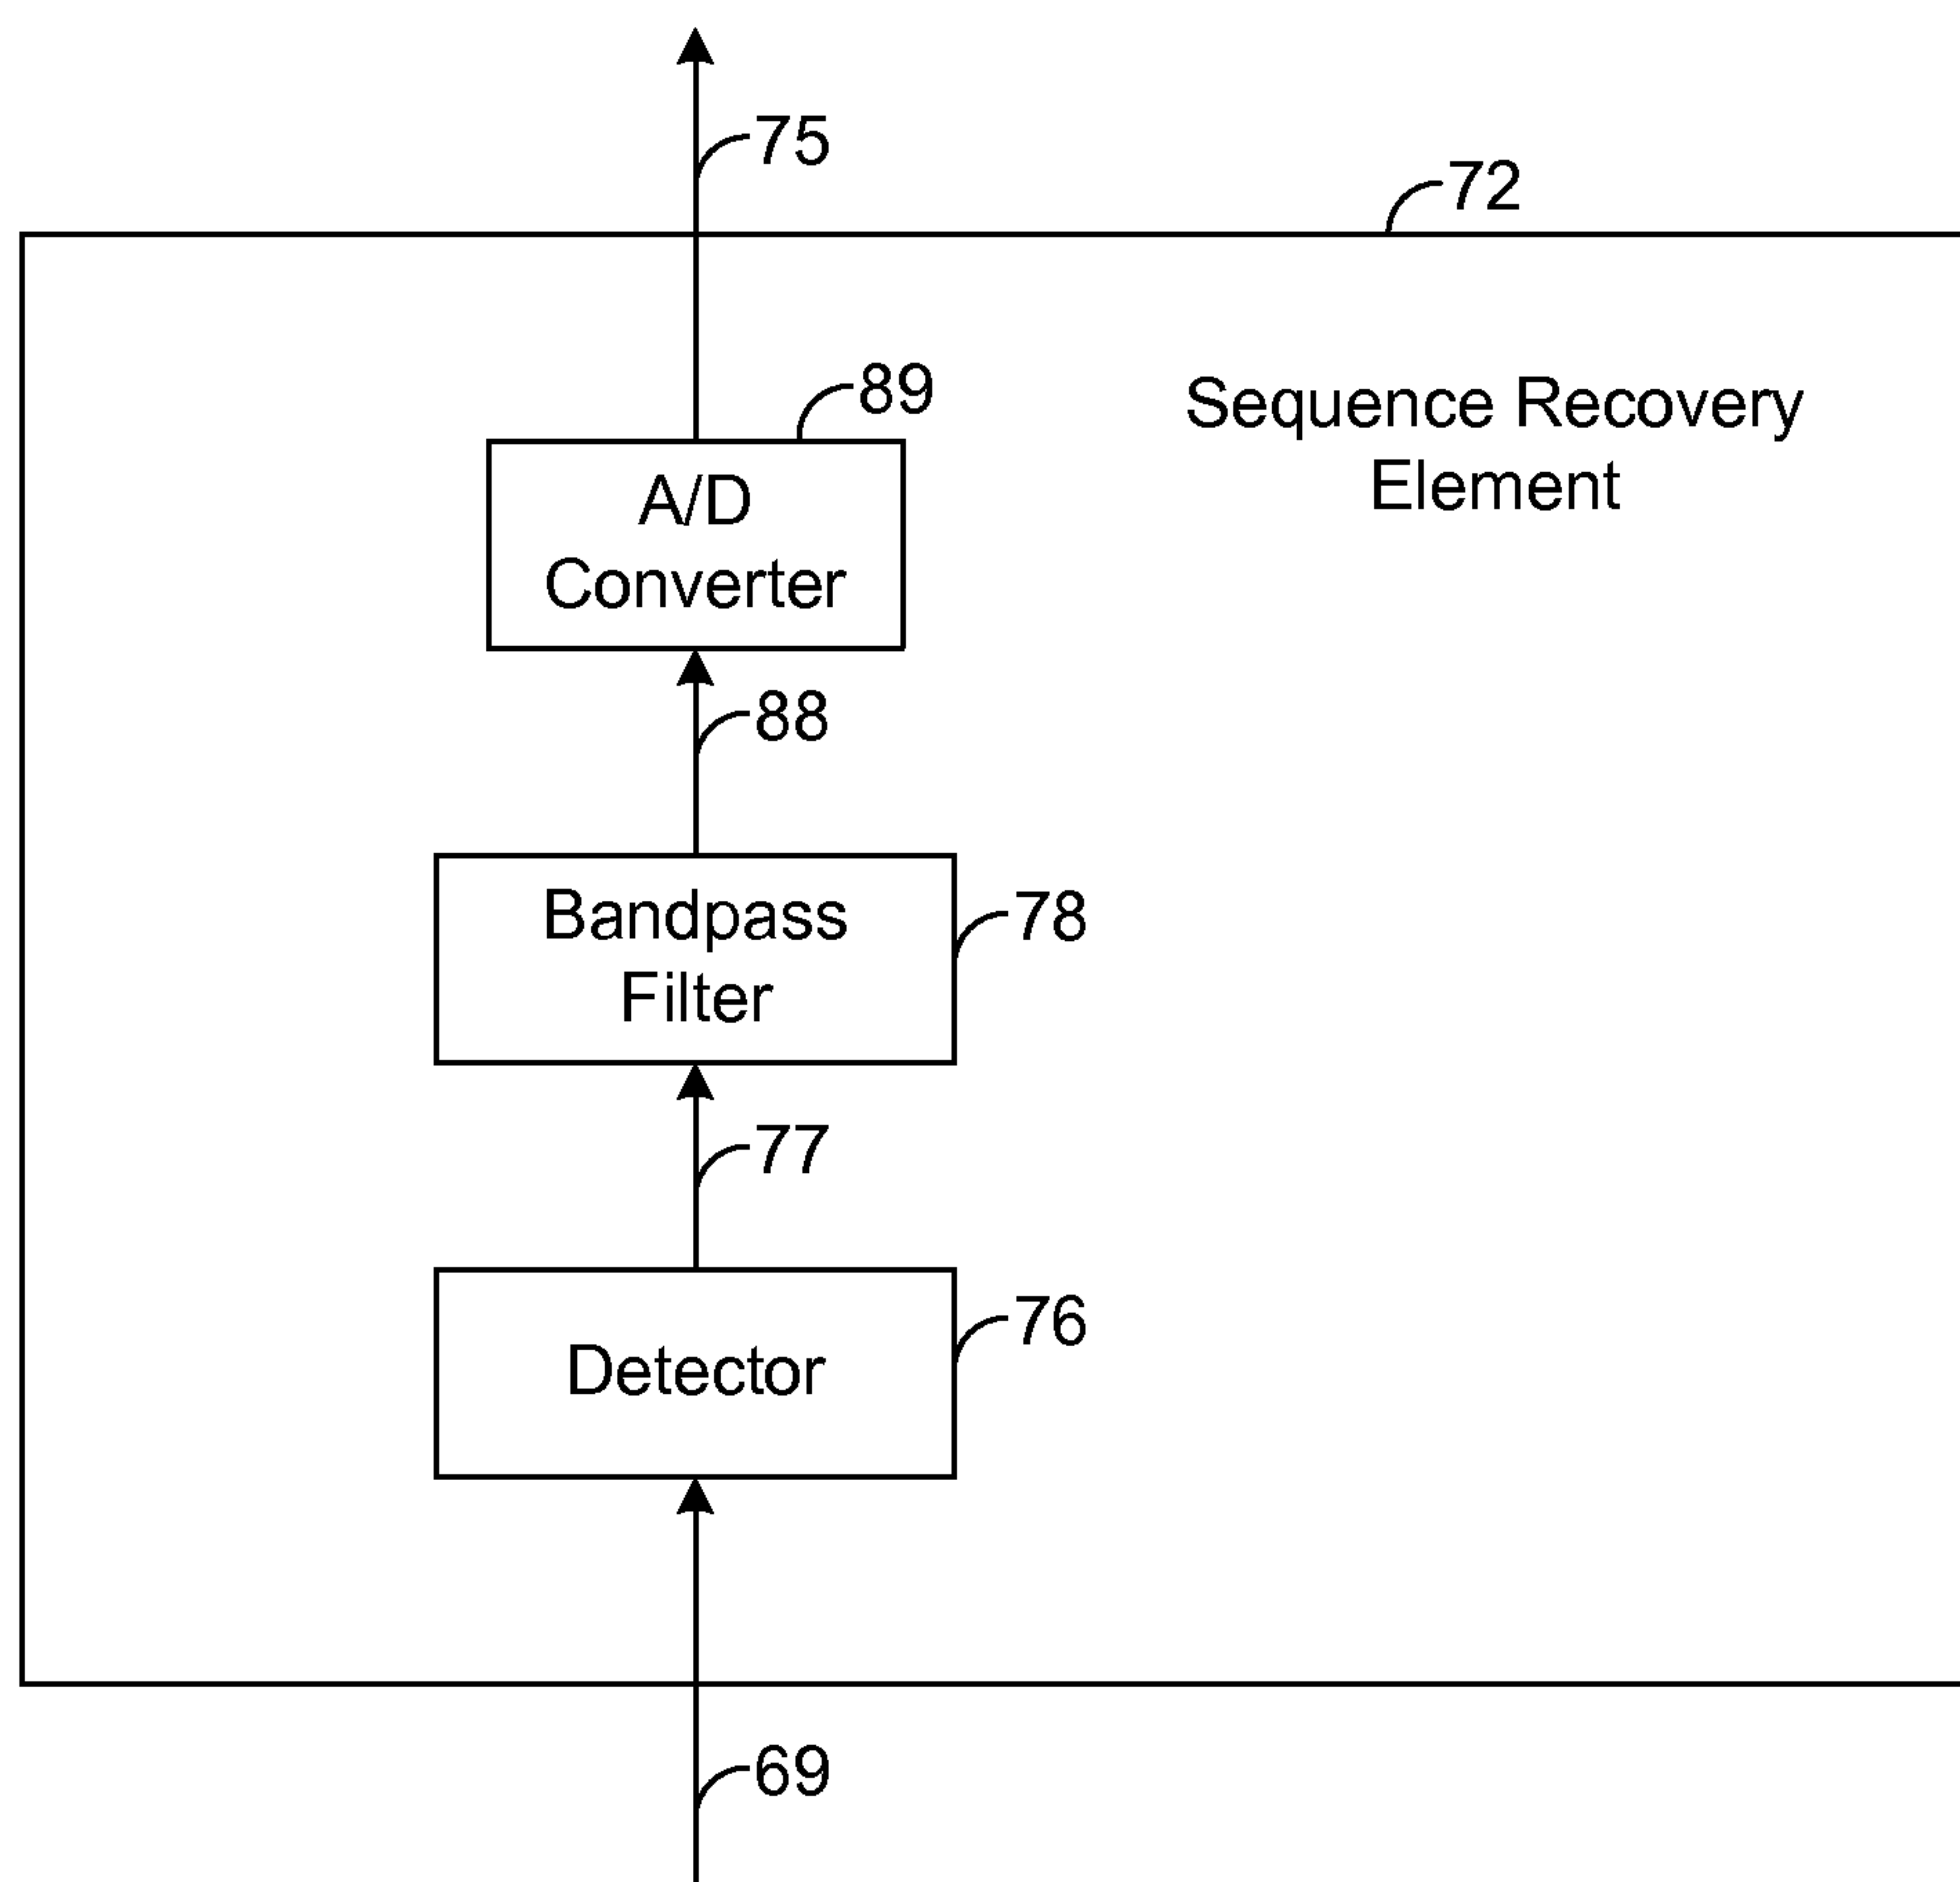 75
72
89
Sequence Recovery
Element
A/D
Converter
88
Bandpass
Filter
78
77
76
Detector
69